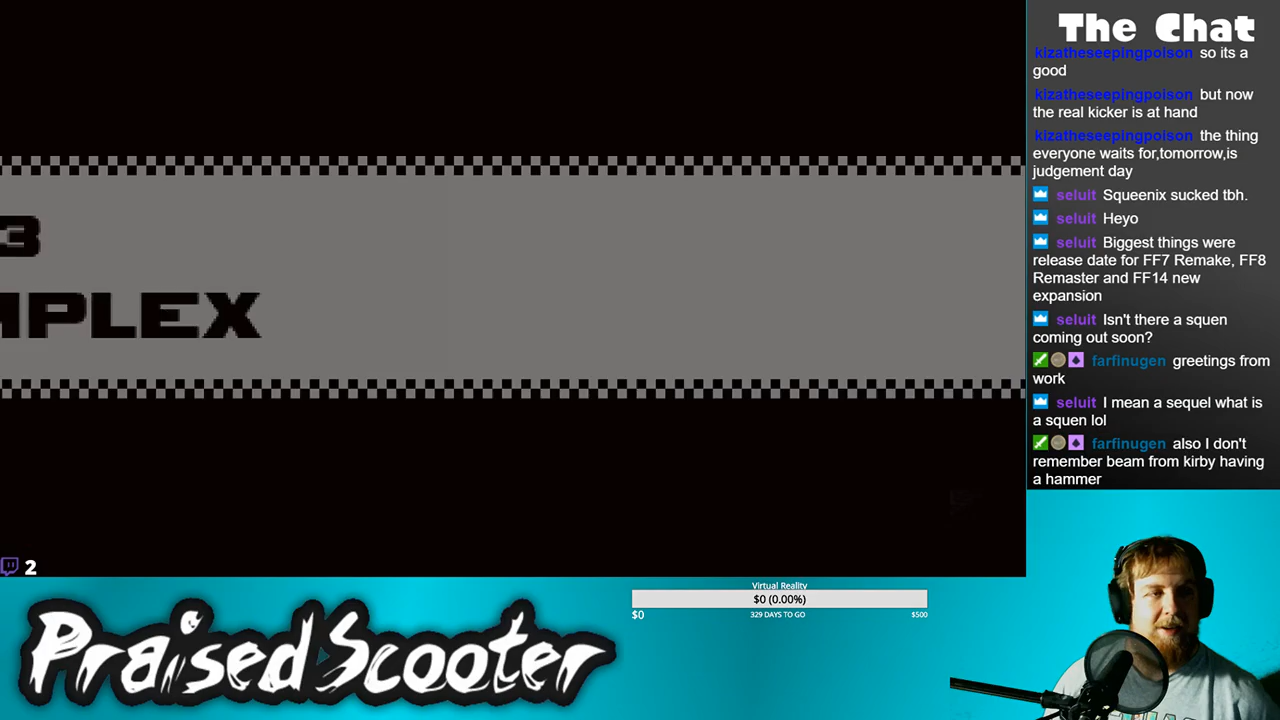 3
MPLEX
The Chat
kizatheseepingpoison so its a
good
kizatheseepingpoison but now
the real kicker is at hand
kizatheseepingpoison the thing
everyone waits for,tomorrow,is
judgement day
seluit Squeenix sucked tbh.
seluit Heyo
seluit Biggest things were
release date for FF7 Remake, FF8
Remaster and FF14 new
expansion
seluit Isn't there a squen
coming out soon?
farfinugen greetings from
work
seluit I mean a sequel what is
a squen lol
farfinugen also I don't
remember beam from kirby having
a hammer
2
Virtual Reality
$0 (0.00%)
$0 329 DAYS TO GO $500
PraisedScooter